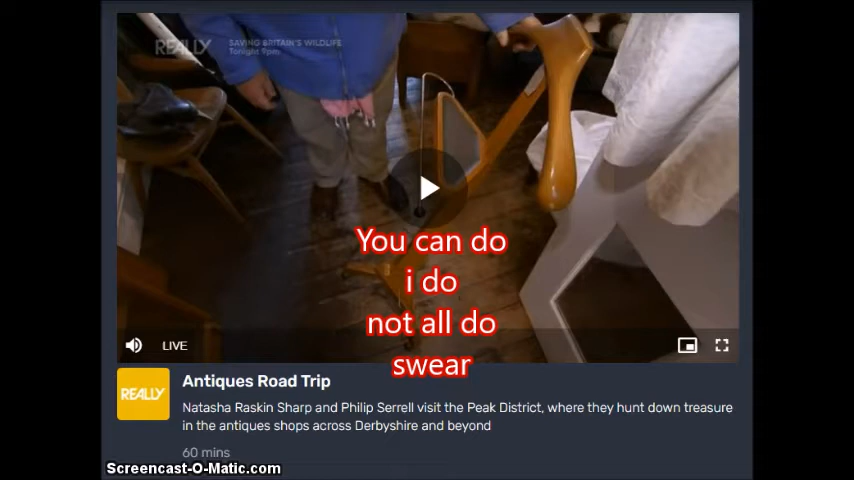 REALLY
SAVING BRITAIN'S WILDLIFE
Tonight 9pm
You can do
i do
not all do
swear
LIVE
REALLY
Antiques Road Trip
Natasha Raskin Sharp and Philip Serrell visit the Peak District, where they hunt down treasure
in the antiques shops across Derbyshire and beyond
60 mins
Screencast-O-Matic.com